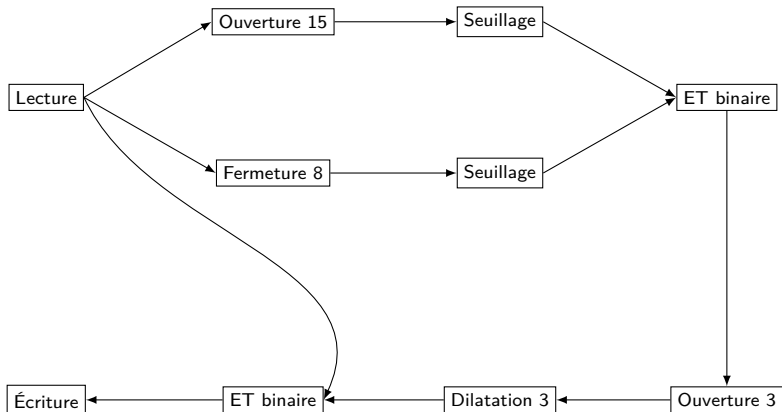 Ouverture 15
Seuillage
Lecture
ET binaire
Fermeture 8
Seuillage
Écriture
ET binaire
Dilatation 3
Ouverture 3